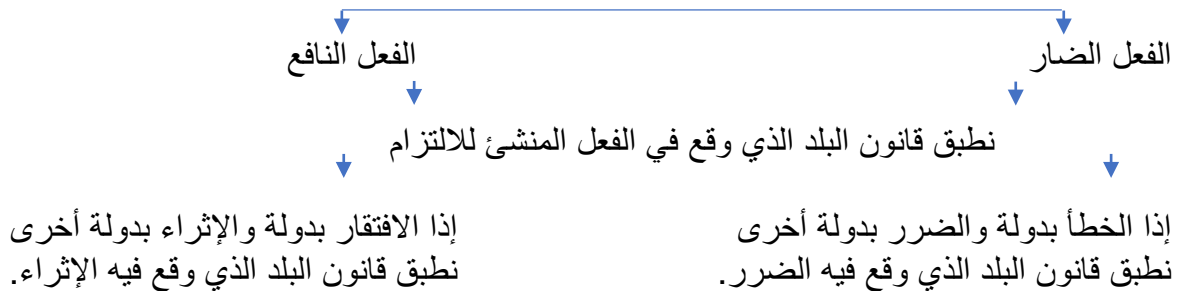 الفعل الضار
الفعل النافع
نطبق قانون البلد الذي وقع في الفعل المنشئ للالتزام
إذا الخطأ بدولة والضرر بدولة أخرى
نطبق قانون البلد الذي وقع فيه الضرر.
إذا الافتقار بدولة والإثراء بدولة أخرى
نطبق قانون البلد الذي وقع فيه الإثراء.